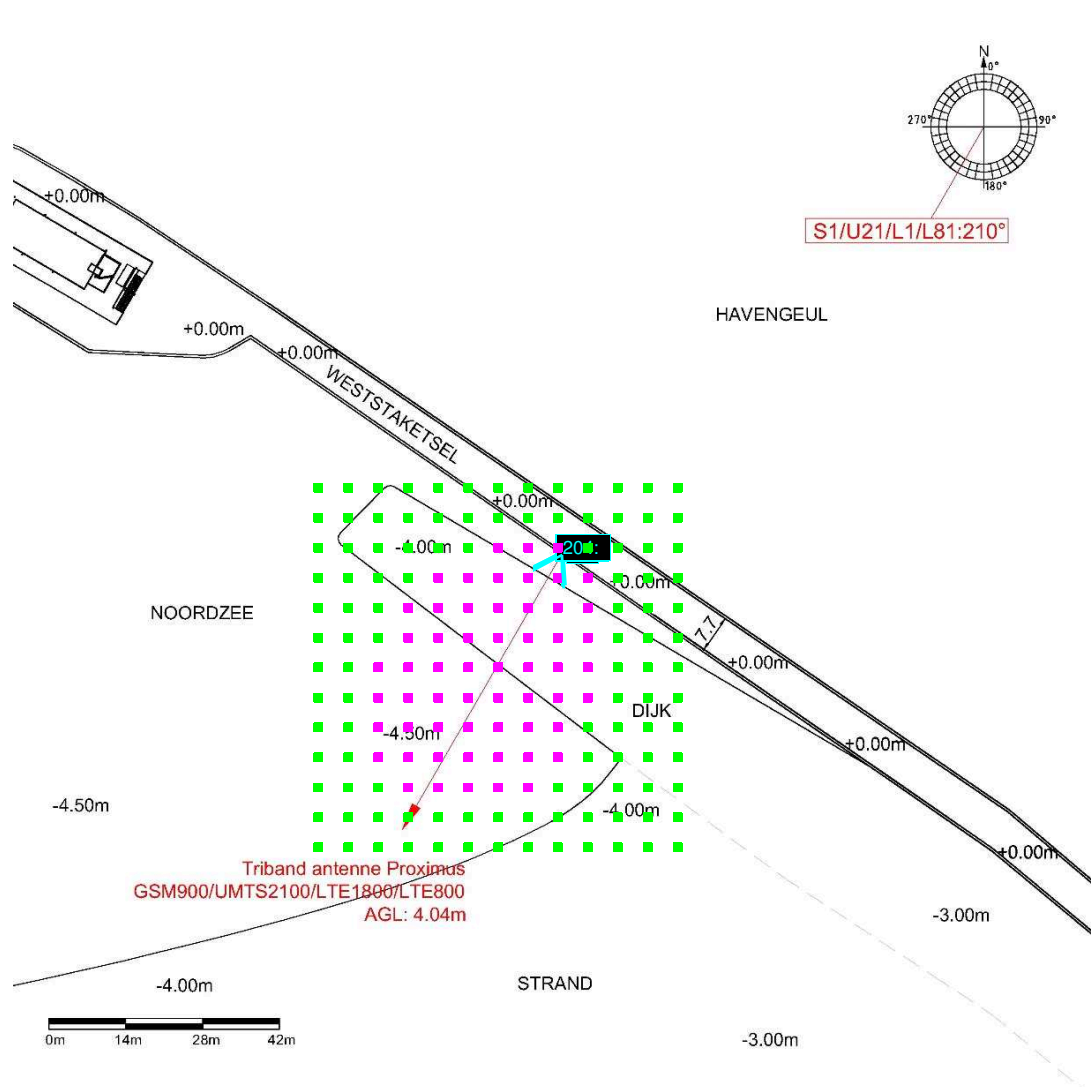 N
0°
270°
90°
180°
+0.00m
S1/U21/L1/L81:210°
HAVENGEUL
+0.00m
+0.00m
WESTSTAKETSEL
+0.00m
-4.00m
+0.00m
NOORDZEE
7.7
+0.00m
DIJK
-4.50m
+0.00m
-4.50m
-4.00m
+0.00m
Triband antenne Proximus
GSM900/UMTS2100/LTE1800/LTE800
AGL: 4.04m
-3.00m
-4.00m
STRAND
0m 14m 28m 42m
-3.00m